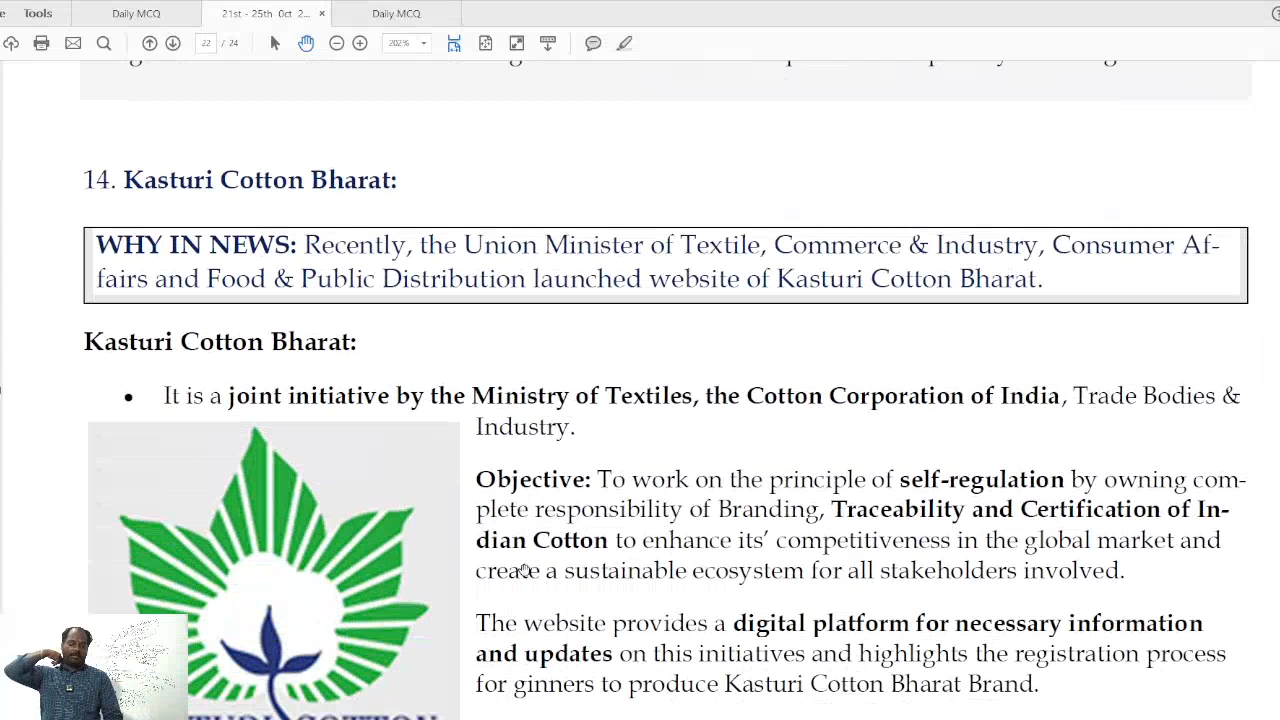 Tools
Daily MCQ
21st - 25th 0ct 2...
×
Daily MCQ
22 / 24
202%
14. Kasturi Cotton Bharat:
WHY IN NEWS: Recently, the Union Minister of Textile, Commerce & Industry, Consumer Af-
fairs and Food & Public Distribution launched website of Kasturi Cotton Bharat.
Kasturi Cotton Bharat:
• It is a joint initiative by the Ministry of Textiles, the Cotton Corporation of India, Trade Bodies &
Industry.
Objective: To work on the principle of self-regulation by owning com-
plete responsibility of Branding, Traceability and Certification of In-
dian Cotton to enhance its' competitiveness in the global market and
create a sustainable ecosystem for all stakeholders involved.
The website provides a digital platform for necessary information
and updates on this initiatives and highlights the registration process
for ginners to produce Kasturi Cotton Bharat Brand.